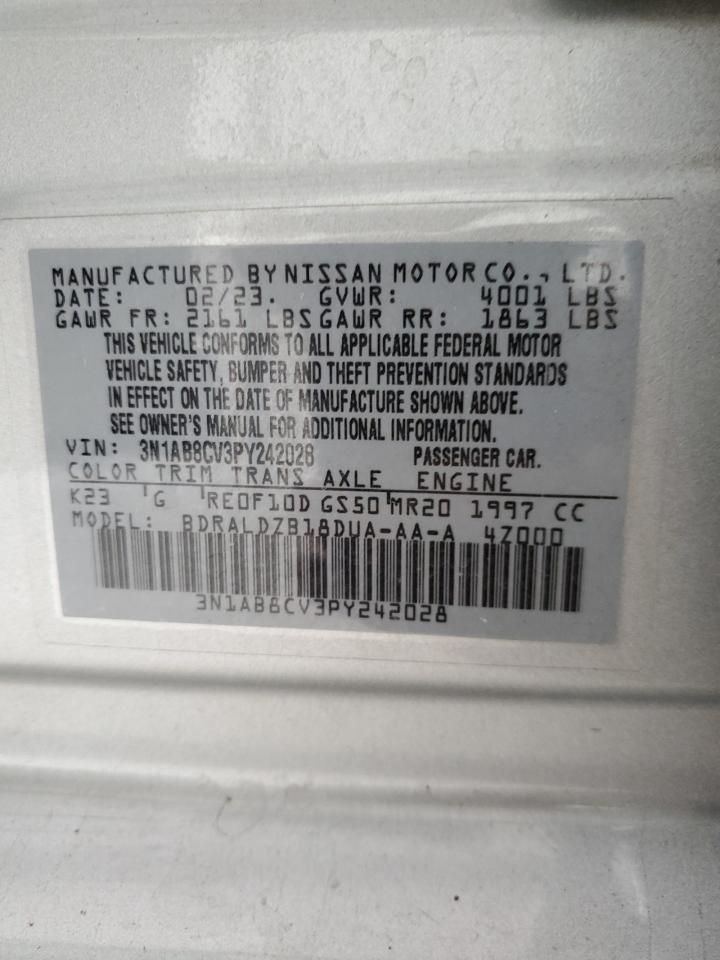 MANUFACTURED BY NISSAN MOTOR CO., LTD.
DATE: 02/23. GVWR: 4001 LBS
GAWR FR: 2161 LBS GAWR RR: 1863 LBS
THIS VEHICLE CONFORMS TO ALL APPLICABLE FEDERAL MOTOR
VEHICLE SAFETY, BUMPER AND THEFT PREVENTION STANDARDS
IN EFFECT ON THE DATE OF MANUFACTURE SHOWN ABOVE.
SEE OWNER'S MANUAL FOR ADDITIONAL INFORMATION.
VIN: 3N1AB8CV3PY242028 PASSENGER CAR.
COLOR TRIM TRANS AXLE ENGINE
K23 G RE0F10D GS50 MR20 1997 CC
MODEL: BDRALDZB18DUA-AA-A 4Z000
3N1AB8CV3PY242028